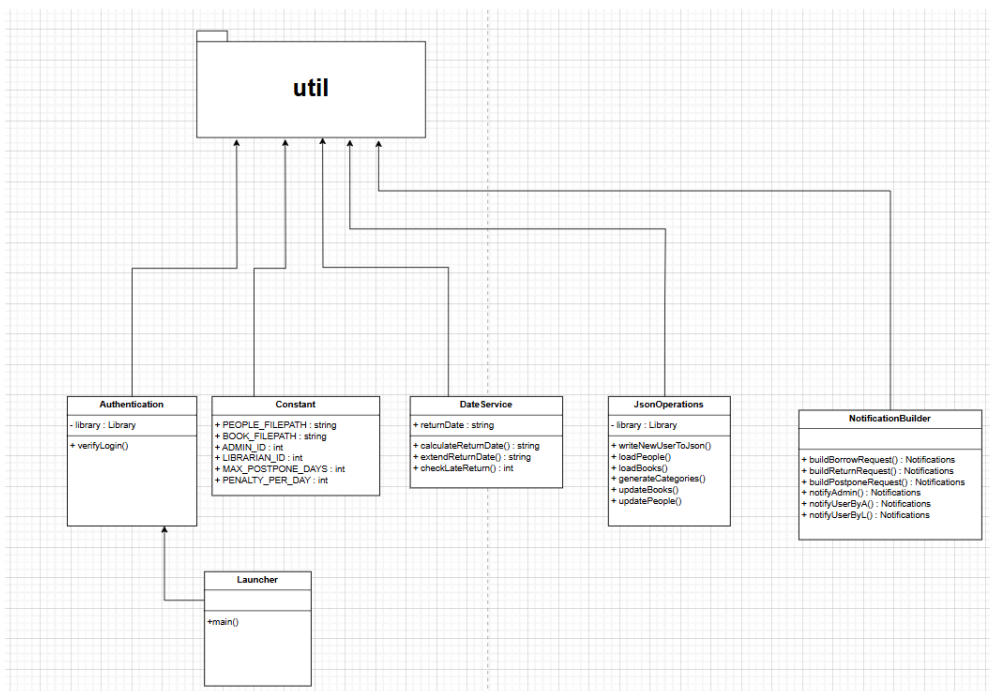 util
Authentication
- library : Library
+ verifyLogin()
Constant
+ PEOPLE_FILEPATH : string
+ BOOK_FILEPATH : string
+ ADMIN_ID : int
+ LIBRARIAN_ID : int
+ MAX_POSTPONE_DAYS : int
+ PENALTY_PER_DAY : int
DateService
+ returnDate : string
+ calculateReturnDate() : string
+ extendReturnDate() : string
+ checkLateReturn() : int
JsonOperations
- library : Library
+ writeNewUserToJson()
+ loadPeople()
+ loadBooks()
+ generateCategories()
+ updateBooks()
+ updatePeople()
NotificationBuilder
+ buildBorrowRequest() : Notifications
+ buildReturnRequest() : Notifications
+ buildPostponeRequest() : Notifications
+ notifyAdmin() : Notifications
+ notifyUserByA() : Notifications
+ notifyUserByL() : Notifications
Launcher
+main()